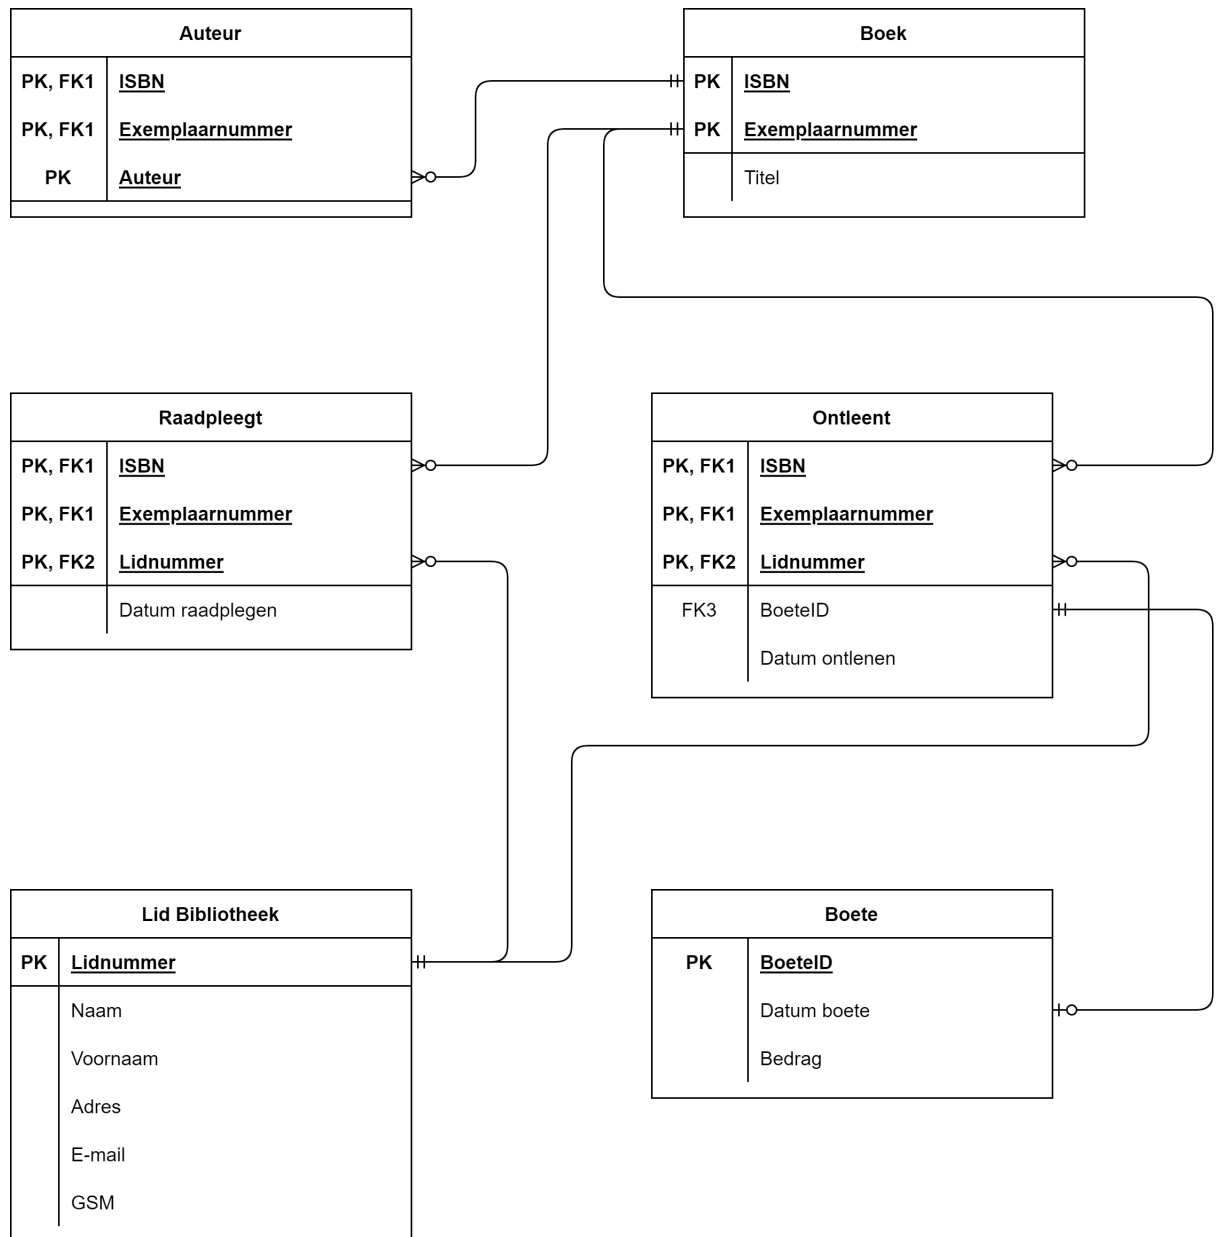 Auteur
PK, FK1 ISBN
PK, FK1 Exemplaarnummer
PK Auteur
Boek
PK ISBN
PK Exemplaarnummer
Titel
Raadpleegt
PK, FK1 ISBN
PK, FK1 Exemplaarnummer
PK, FK2 Lidnummer
Datum raadplegen
Ontleent
PK, FK1 ISBN
PK, FK1 Exemplaarnummer
PK, FK2 Lidnummer
FK3 BoeteID
Datum ontlenen
Lid Bibliotheek
PK Lidnummer
Naam
Voornaam
Adres
E-mail
GSM
Boete
PK BoeteID
Datum boete
Bedrag